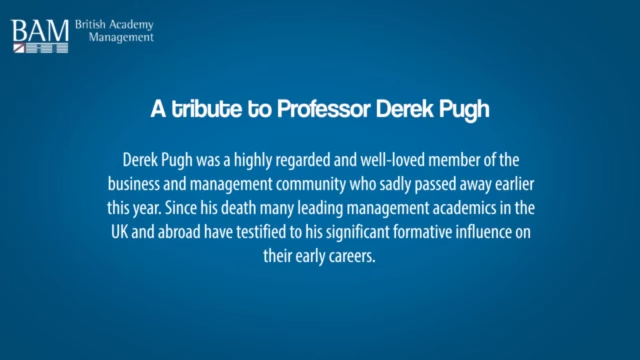 BAM
British Academy
Management
A tribute to Professor Derek Pugh
Derek Pugh was a highly regarded and well-loved member of the
business and management community who sadly passed away earlier
this year. Since his death many leading management academics in the
UK and abroad have testified to his significant formative influence on
their early careers.